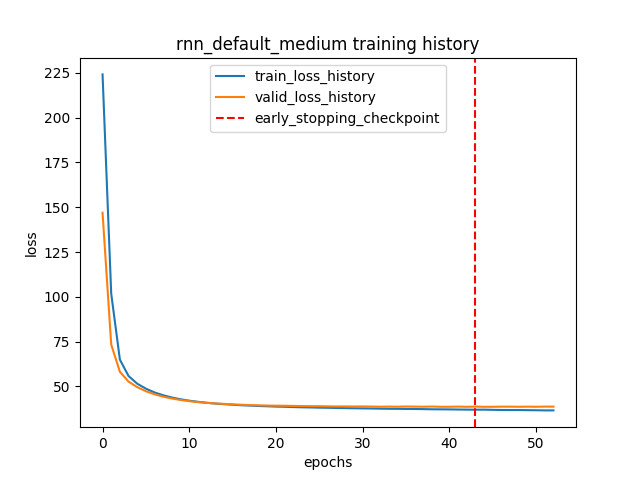 rnn_default_medium training history
train_loss_history
valid_loss_history
early_stopping_checkpoint
loss
225
200
175
150
125
100
75
50
0 10 20 30 40 50
epochs